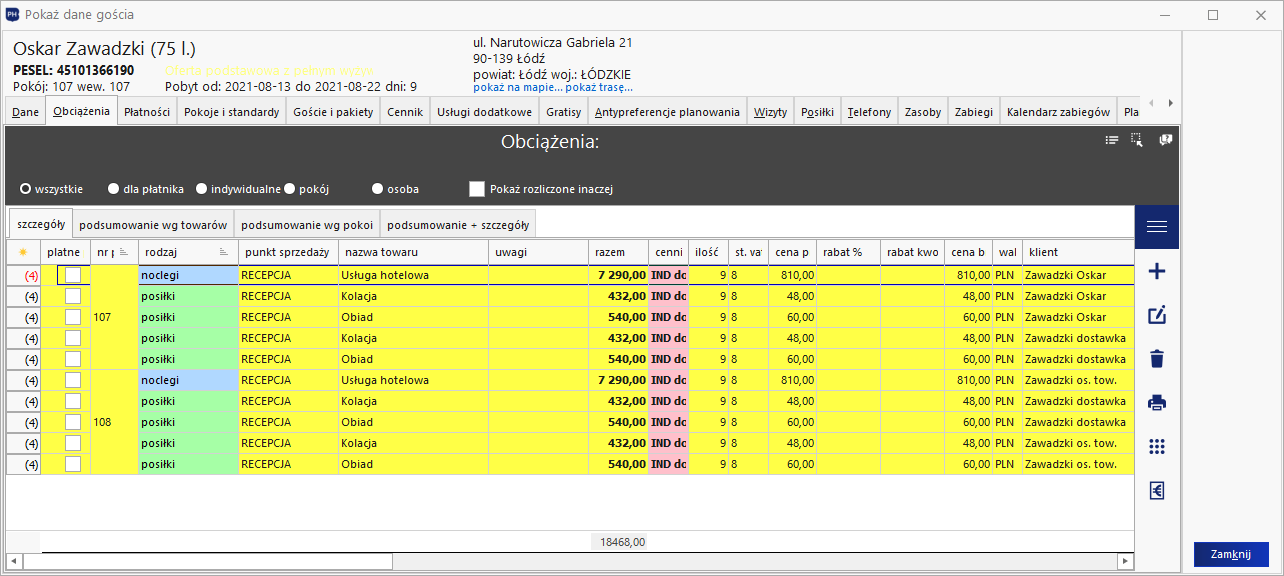 PH
Pokaż dane gościa
Oskar Zawadzki (75 l.)
PESEL: 45101366190
Oferta podstawowa z pełnym wyżyw
Pokój: 107 wew. 107
Pobyt od: 2021-08-13 do 2021-08-22 dni: 9
ul. Narutowicza Gabriela 21
90-139 Łódź
powiat: Łódź woj.: ŁÓDZKIE
pokaż na mapie... pokaż trasę...
Dane Obciążenia Płatności Pokoje i standardy Goście i pakiety Cennik Usługi dodatkowe Gratisy Antypreferencje planowania Wizyty Posiłki Telefony Zasoby Zabiegi Kalendarz zabiegów Pla
Obciążenia:
wszystkie dla płatnika indywidualne pokój osoba Pokaż rozliczone inaczej
szczegóły podsumowanie wg towarów podsumowanie wg pokoi podsumowanie + szczegóły
płatne nr p rodzaj punkt sprzedaży nazwa towaru uwagi razem cenni ilość st. va cena p rabat % rabat kwo cena b wal klient
(4) noclegi RECEPCJA Usługa hotelowa 7 290,00 IND do 9 8 810,00 810,00 PLN Zawadzki Oskar
(4) posiłki RECEPCJA Kolacja 432,00 IND do 9 8 48,00 48,00 PLN Zawadzki Oskar
(4) 107 posiłki RECEPCJA Obiad 540,00 IND do 9 8 60,00 60,00 PLN Zawadzki Oskar
(4) posiłki RECEPCJA Kolacja 432,00 IND do 9 8 48,00 48,00 PLN Zawadzki dostawka
(4) posiłki RECEPCJA Obiad 540,00 IND do 9 8 60,00 60,00 PLN Zawadzki dostawka
(4) noclegi RECEPCJA Usługa hotelowa 7 290,00 IND do 9 8 810,00 810,00 PLN Zawadzki os. tow.
(4) posiłki RECEPCJA Kolacja 432,00 IND do 9 8 48,00 48,00 PLN Zawadzki dostawka
(4) 108 posiłki RECEPCJA Obiad 540,00 IND do 9 8 60,00 60,00 PLN Zawadzki dostawka
(4) posiłki RECEPCJA Kolacja 432,00 IND do 9 8 48,00 48,00 PLN Zawadzki os. tow.
(4) posiłki RECEPCJA Obiad 540,00 IND do 9 8 60,00 60,00 PLN Zawadzki os. tow.
18468,00
Zamknij